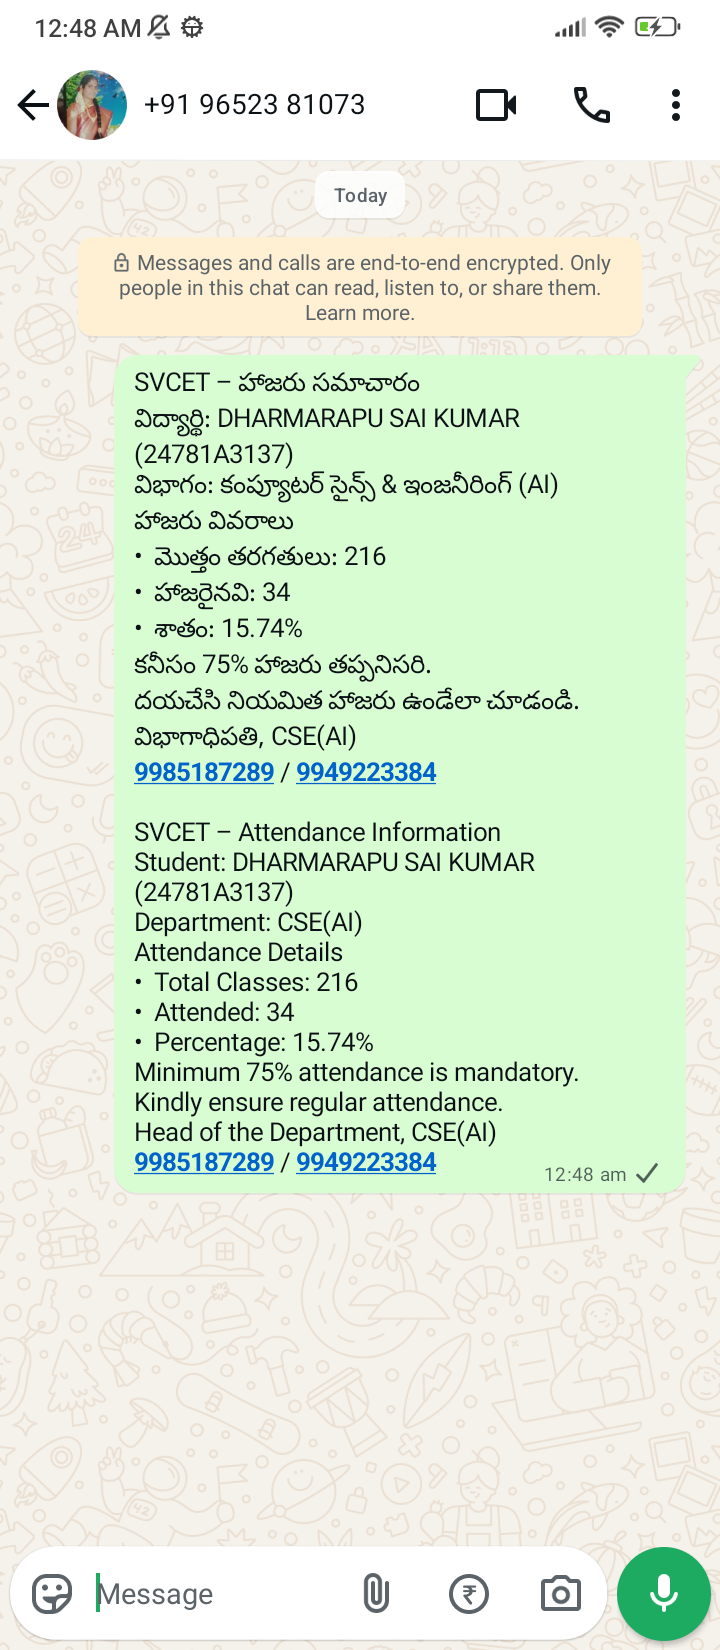 12:48 AM
+91 96523 81073
Today
Messages and calls are end-to-end encrypted. Only
people in this chat can read, listen to, or share them.
Learn more.
SVCET – హాజరు సమాచారం
విద్యార్థి: DHARMARAPU SAI KUMAR
(24781A3137)
విభాగం: కంప్యూటర్ సైన్స్ & ఇంజనీరింగ్ (AI)
హాజరు వివరాలు
• మొత్తం తరగతులు: 216
• హాజరైనవి: 34
• శాతం: 15.74%
కనీసం 75% హాజరు తప్పనిసరి.
దయచేసి నియమిత హాజరు ఉండేలా చూడండి.
విభాగాధిపతి, CSE(AI)
9985187289 / 9949223384
SVCET – Attendance Information
Student: DHARMARAPU SAI KUMAR
(24781A3137)
Department: CSE(AI)
Attendance Details
• Total Classes: 216
• Attended: 34
• Percentage: 15.74%
Minimum 75% attendance is mandatory.
Kindly ensure regular attendance.
Head of the Department, CSE(AI)
9985187289 / 9949223384
12:48 am
Message